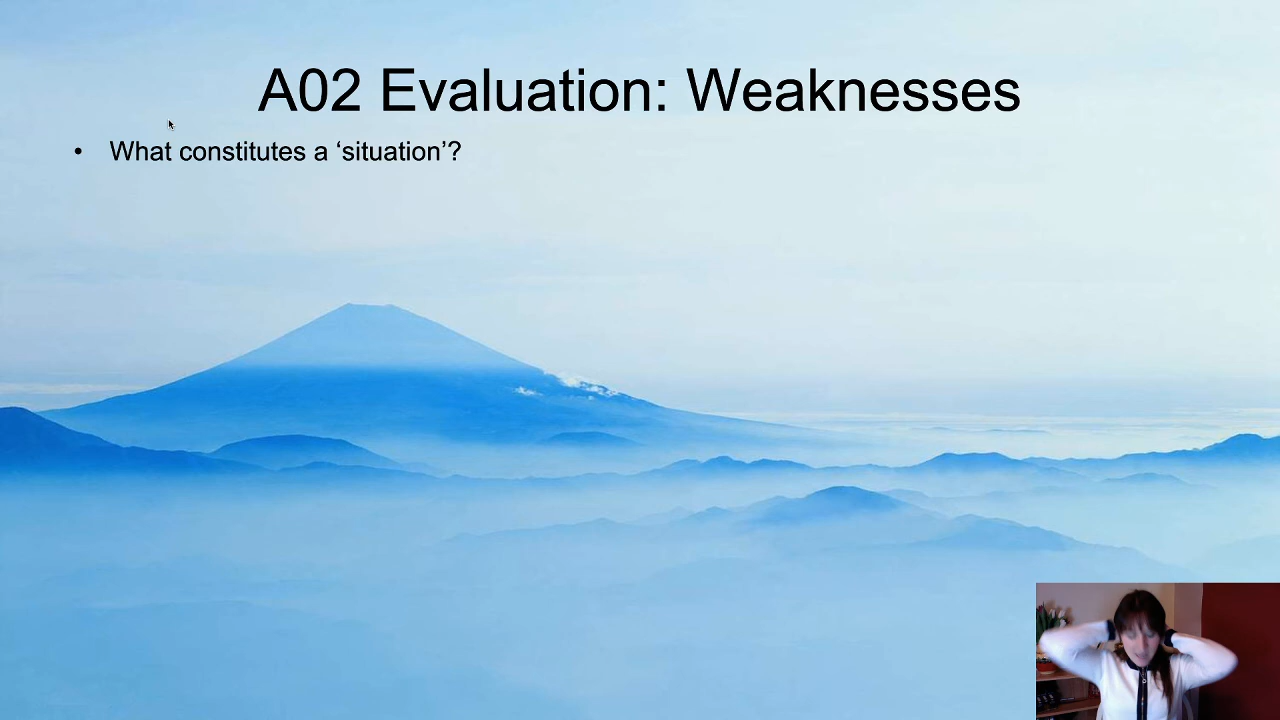 A02 Evaluation: Weaknesses
• What constitutes a ‘situation’?